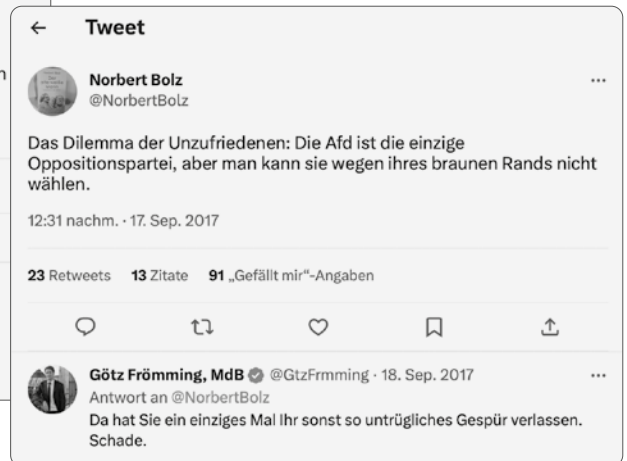 n
← Tweet
Norbert Bolz
@NorbertBolz
Das Dilemma der Unzufriedenen: Die Afd ist die einzige
Oppositionspartei, aber man kann sie wegen ihres braunen Rands nicht
wählen.
12:31 nachm. · 17. Sep. 2017
23 Retweets 13 Zitate 91 „Gefällt mir“-Angaben
Götz Frömming, MdB @GtzFrmming · 18. Sep. 2017
Antwort an @NorbertBolz
Da hat Sie ein einziges Mal Ihr sonst so untrügliches Gespür verlassen.
Schade.